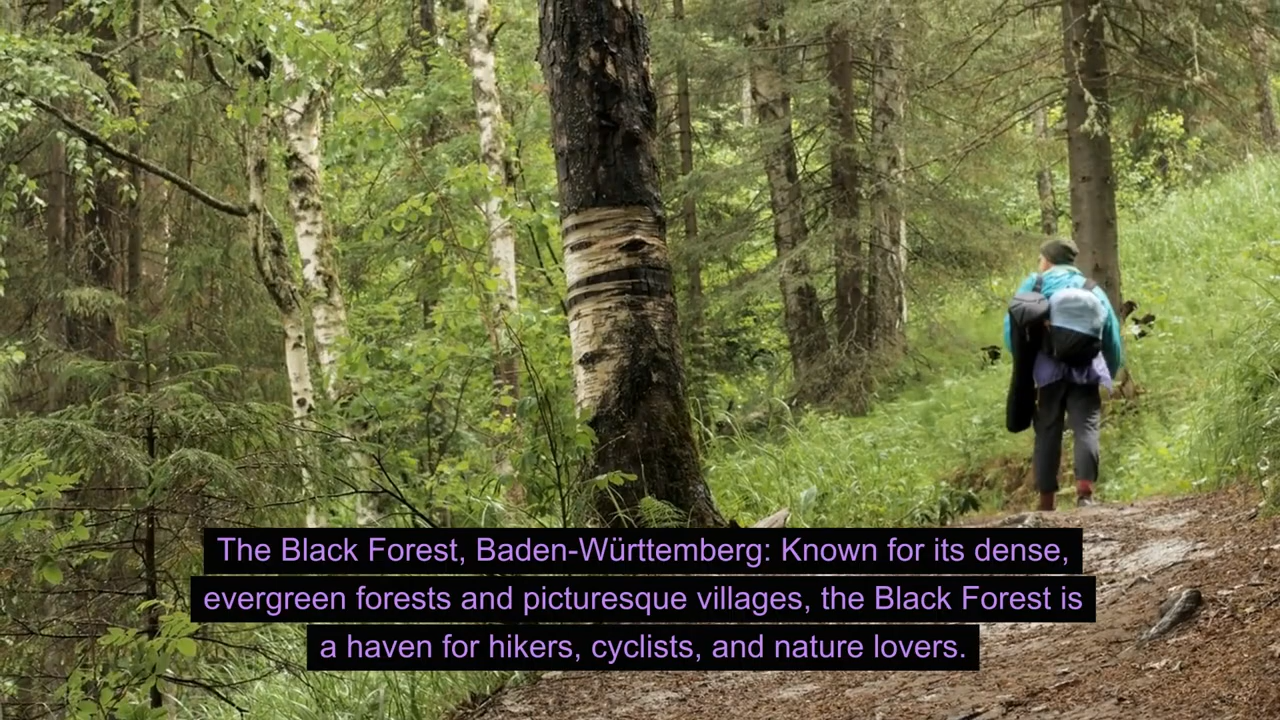 The Black Forest, Baden-Württemberg: Known for its dense,
evergreen forests and picturesque villages, the Black Forest is
a haven for hikers, cyclists, and nature lovers.